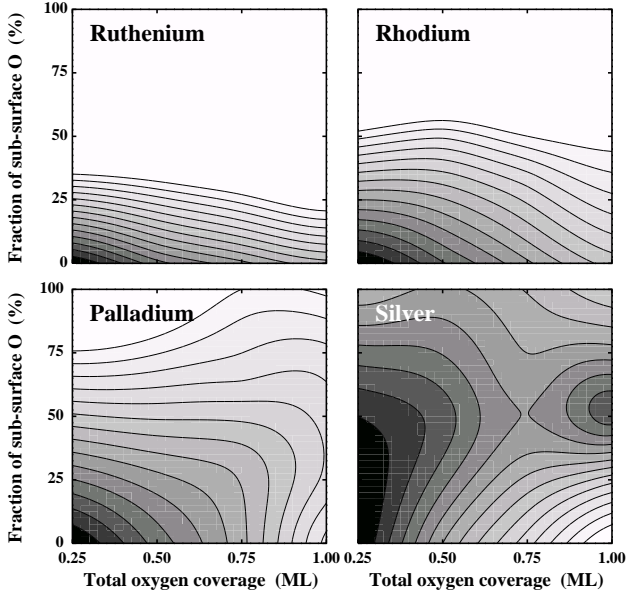 Ruthenium
Rhodium
100
75
50
25
0
Fraction of sub-surface O (%)
Palladium
Silver
100
75
50
25
0
Fraction of sub-surface O (%)
0.25 0.50 0.75 1.00
0.25 0.50 0.75 1.00
Total oxygen coverage (ML)
Total oxygen coverage (ML)